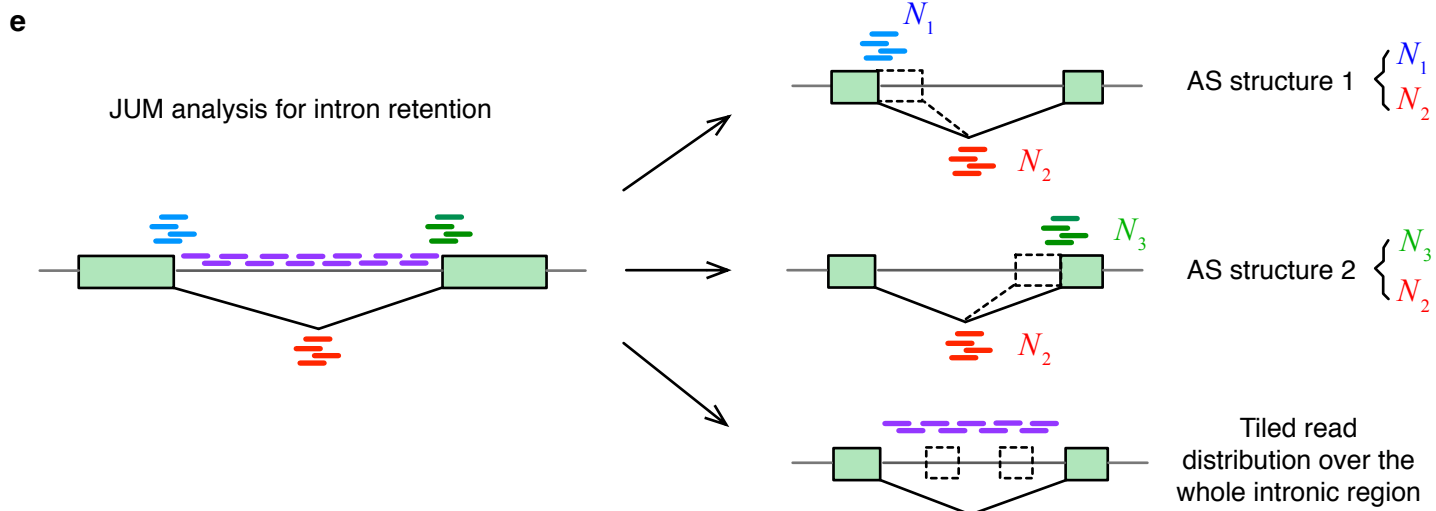 e
JUM analysis for intron retention
N₁
N₂
AS structure 1 { N₁
N₂
N₃
N₂
AS structure 2 { N₃
N₂
Tiled read
distribution over the
whole intronic region